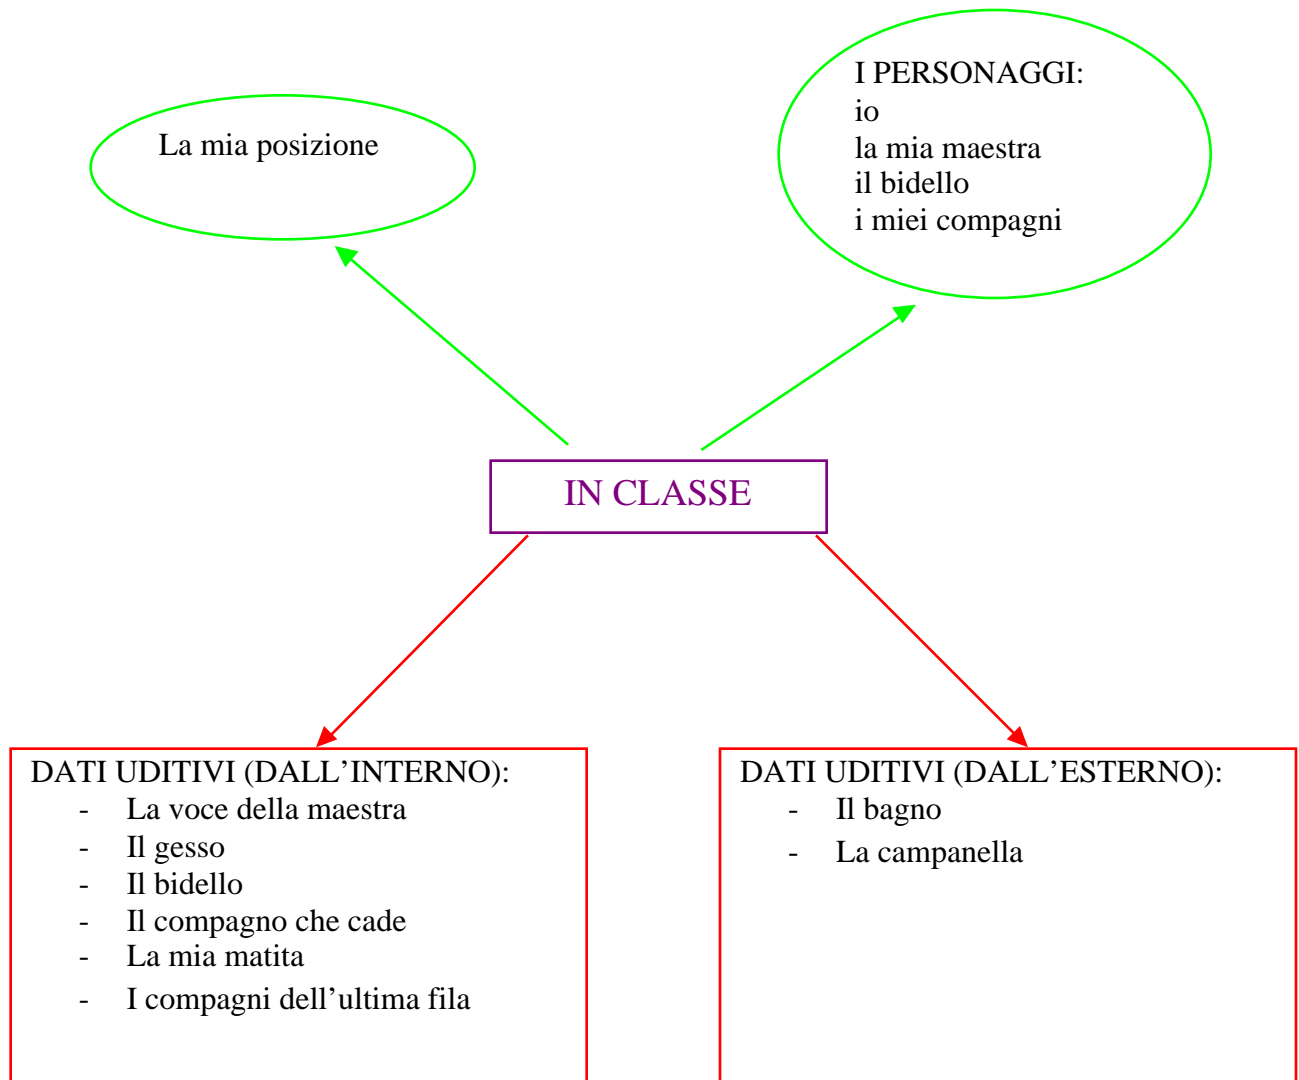 La mia posizione
I PERSONAGGI:
io
la mia maestra
il bidello
i miei compagni
IN CLASSE
DATI UDITIVI (DALL’INTERNO):
- La voce della maestra
- Il gesso
- Il bidello
- Il compagno che cade
- La mia matita
- I compagni dell’ultima fila
DATI UDITIVI (DALL’ESTERNO):
- Il bagno
- La campanella